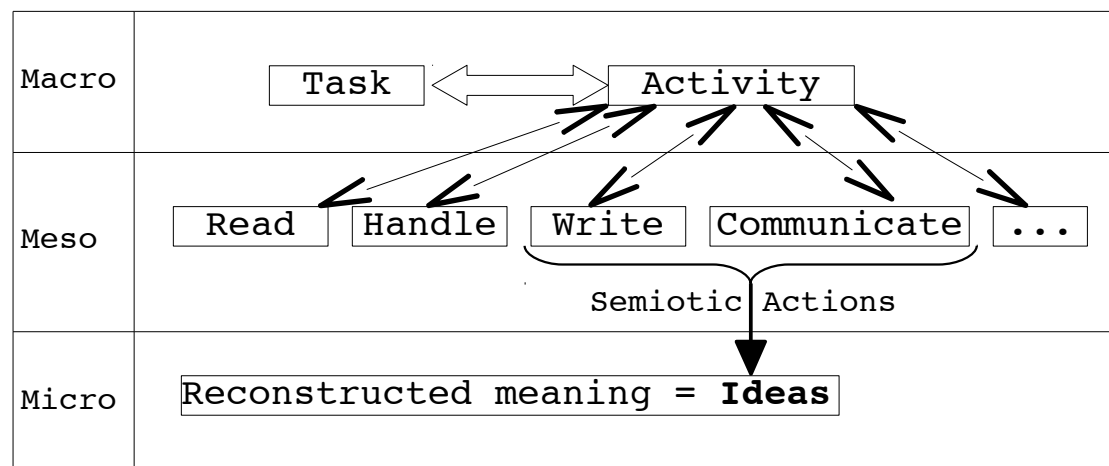 Macro
Task
Activity
Meso
Read
Handle
Write
Communicate
...
Semiotic Actions
Micro
Reconstructed meaning = Ideas